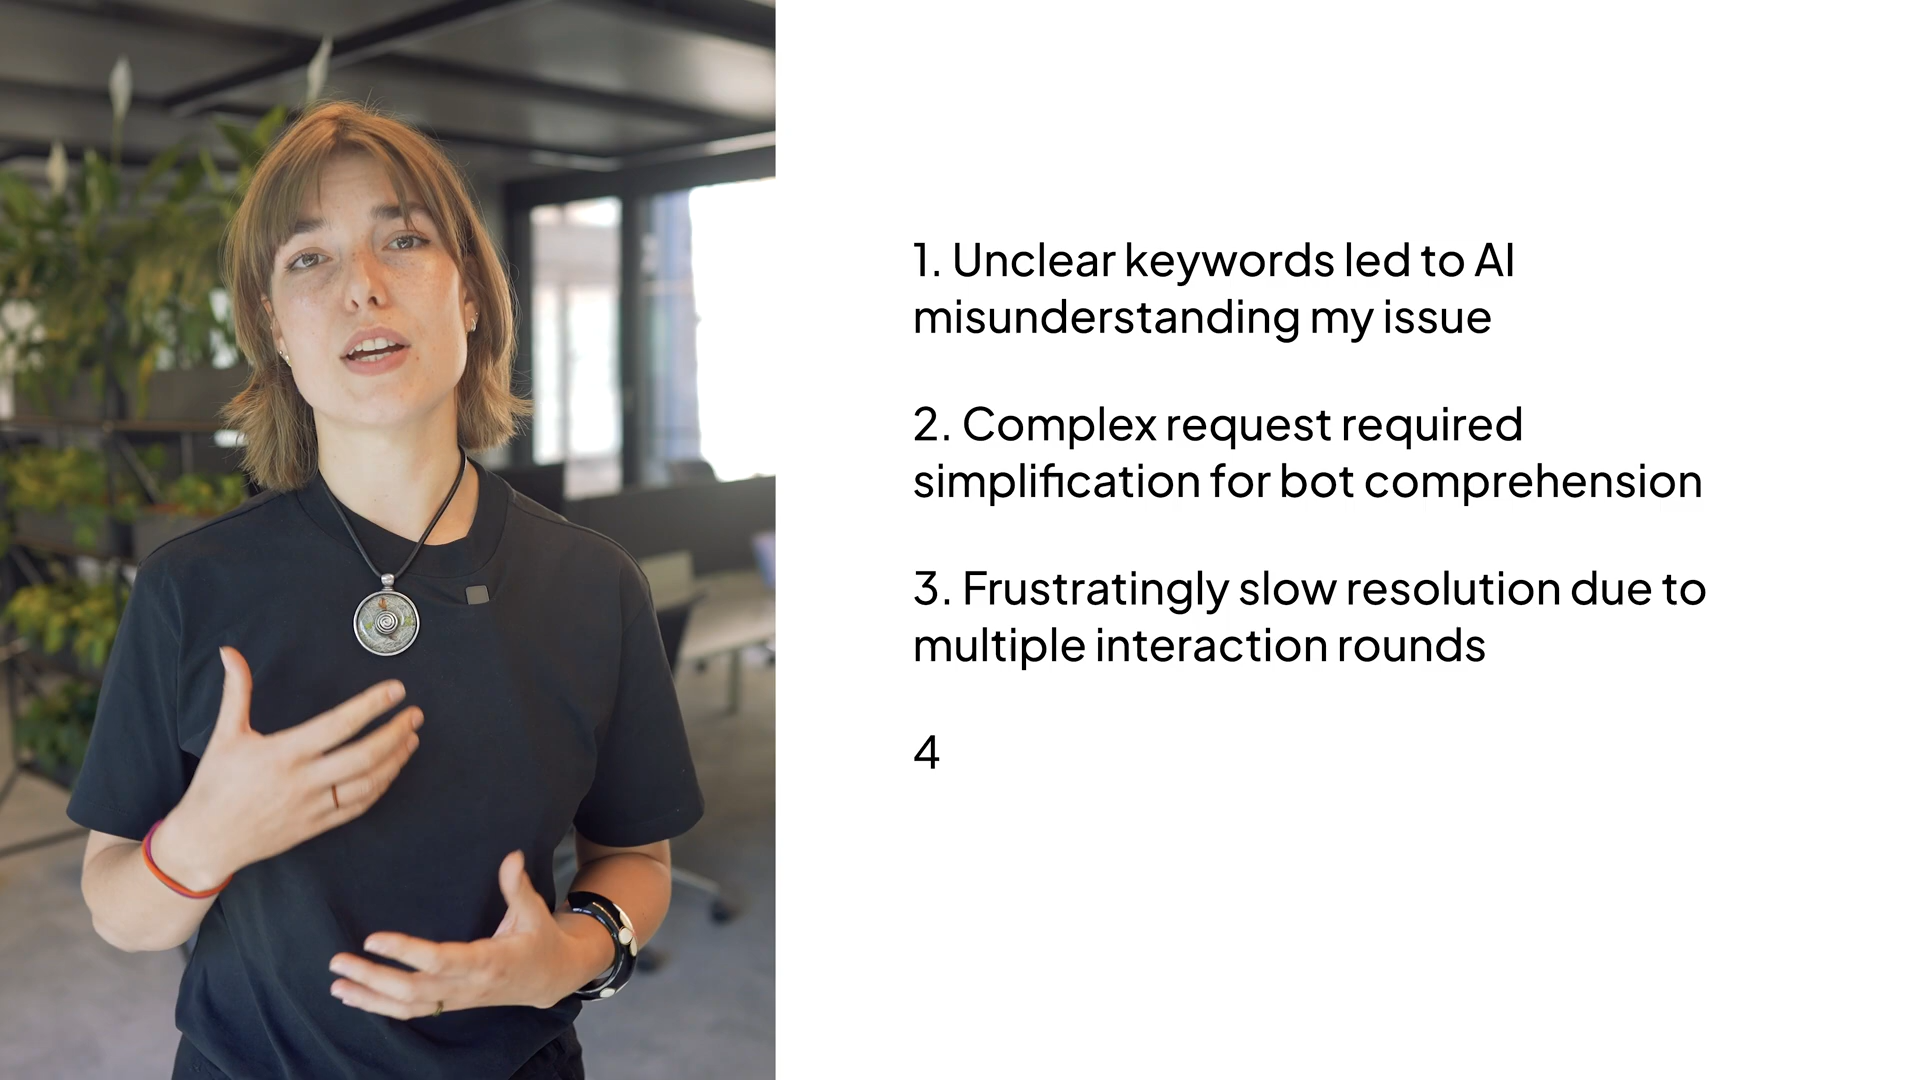 1. Unclear keywords led to AI
misunderstanding my issue
2. Complex request required
simplification for bot comprehension
3. Frustratingly slow resolution due to
multiple interaction rounds
4